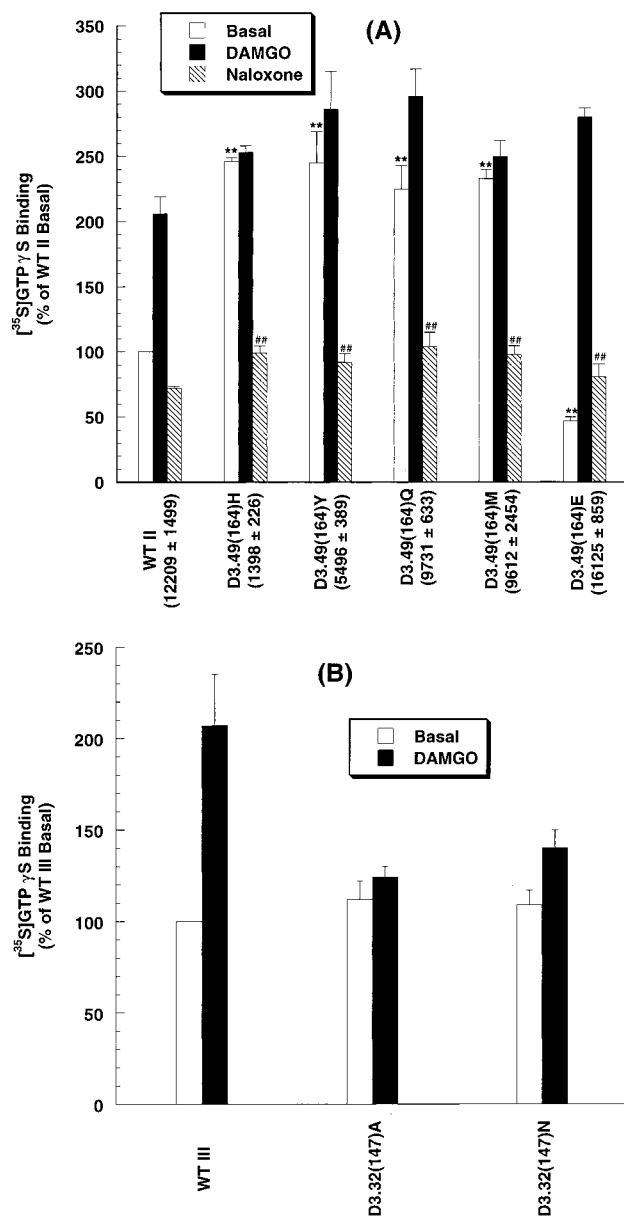 (A)
Basal
DAMGO
Naloxone
350
300
250
200
150
100
50
0
[35S]GTPγS Binding
(% of WT II Basal)
**
**
**
**
**
##
##
##
##
##
WT II
(12209 ± 1499)
D3.49(164)H
(1398 ± 226)
D3.49(164)Y
(5496 ± 389)
D3.49(164)Q
(9731 ± 633)
D3.49(164)M
(9612 ± 2454)
D3.49(164)E
(16125 ± 859)
(B)
Basal
DAMGO
250
200
150
100
50
0
[35S]GTP γS Binding
(% of WT III Basal)
WT III
D3.32(147)A
D3.32(147)N